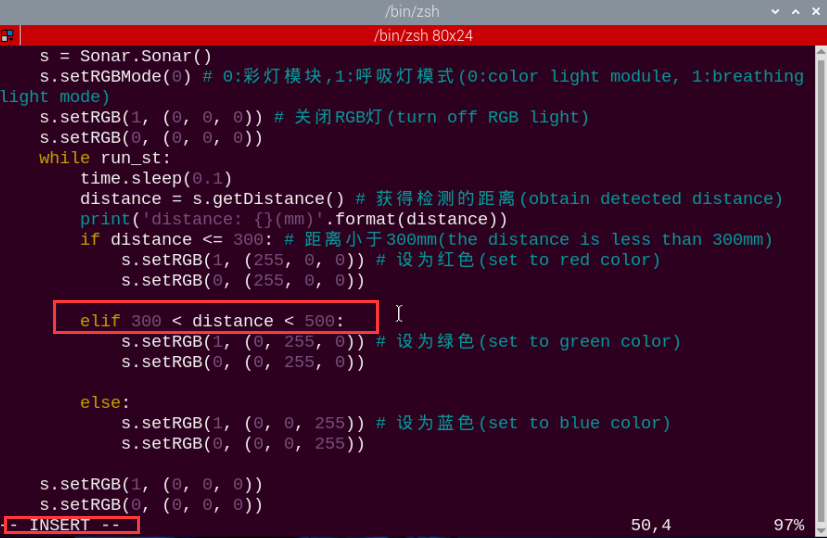 /bin/zsh
/bin/zsh 80x24
s = Sonar.Sonar()
s.setRGBMode(0) # 0:彩灯模块,1:呼吸灯模式(0:color light module, 1:breathing
light mode)
s.setRGB(1, (0, 0, 0)) # 关闭RGB灯(turn off RGB light)
s.setRGB(0, (0, 0, 0))
while run_st:
time.sleep(0.1)
distance = s.getDistance() # 获得检测的距离(obtain detected distance)
print('distance: {}(mm)'.format(distance))
if distance <= 300: # 距离小于300mm(the distance is less than 300mm)
s.setRGB(1, (255, 0, 0)) # 设为红色(set to red color)
s.setRGB(0, (255, 0, 0))
elif 300 < distance < 500:
s.setRGB(1, (0, 255, 0)) # 设为绿色(set to green color)
s.setRGB(0, (0, 255, 0))
else:
s.setRGB(1, (0, 0, 255)) # 设为蓝色(set to blue color)
s.setRGB(0, (0, 0, 255))
s.setRGB(1, (0, 0, 0))
s.setRGB(0, (0, 0, 0))
-- INSERT -- 50,4 97%